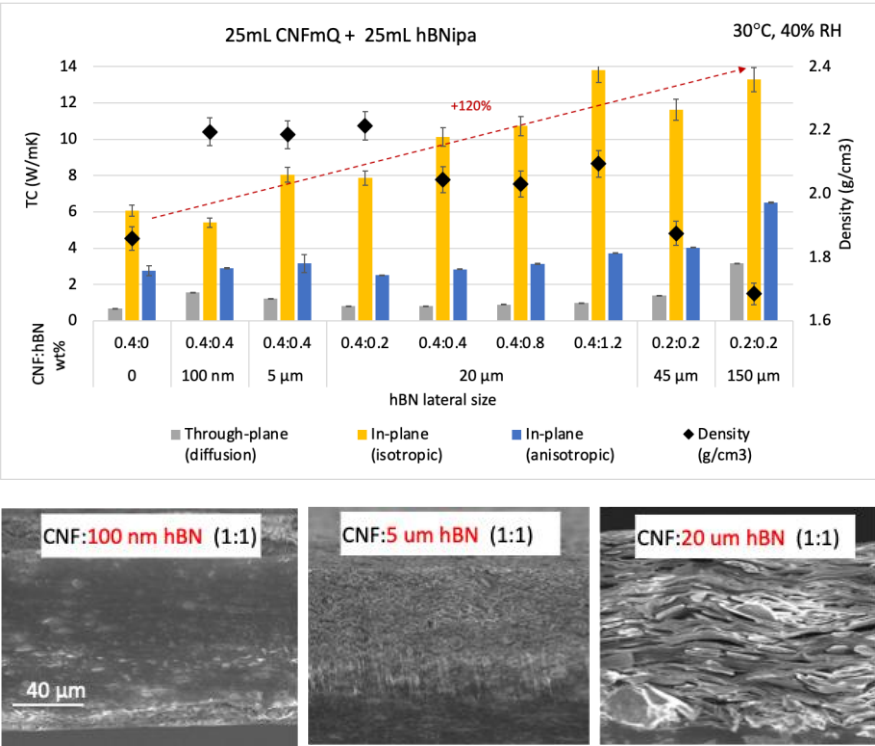 25mL CNFmQ + 25mL hBNipa
30°C, 40% RH
14
12
10
8
6
4
2
0
TC (W/mK)
+120%
2.4
2.2
2.0
1.8
1.6
Density (g/cm3)
CNF:hBN
wt%
0.4:0 0.4:0.4 0.4:0.4 0.4:0.2 0.4:0.4 0.4:0.8 0.4:1.2 0.2:0.2 0.2:0.2
0 100 nm 5 µm 20 µm 45 µm 150 µm
hBN lateral size
Through-plane
(diffusion)
In-plane
(isotropic)
In-plane
(anisotropic)
Density
(g/cm3)
CNF:100 nm hBN (1:1)
40 µm
CNF:5 um hBN (1:1)
CNF:20 um hBN (1:1)